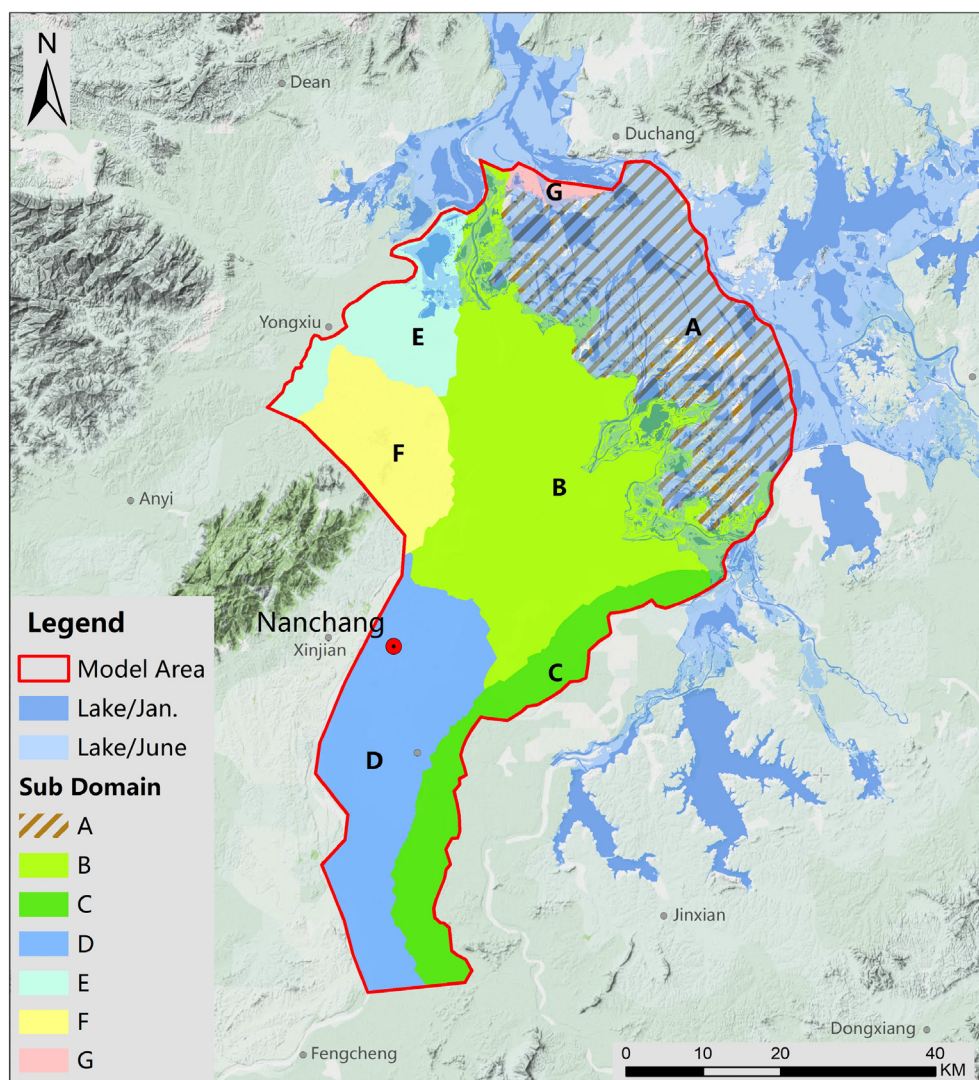 N
Dean
Duchang
G
Yongxiu
A
E
F
B
Anyi
Nanchang
Xinjian
C
D
Jinxian
Dongxiang
Fengcheng
Legend
Model Area
Lake/Jan.
Lake/June
Sub Domain
A
B
C
D
E
F
G
0 10 20 40
KM